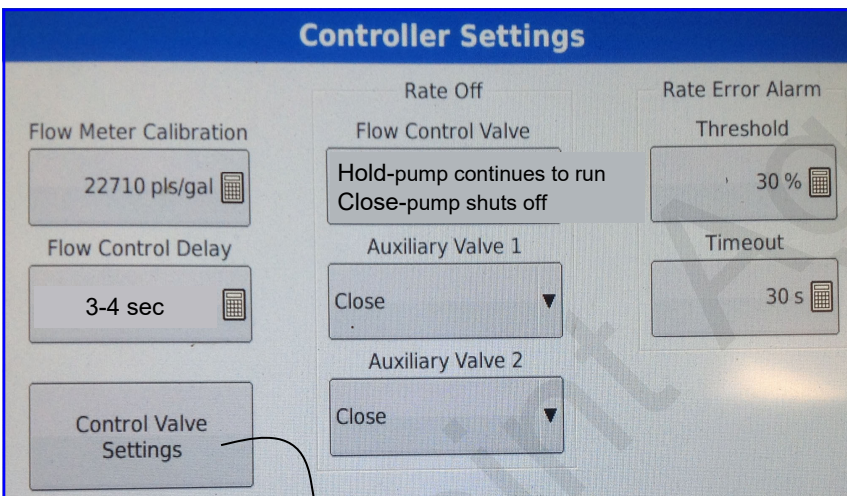 Controller Settings
Flow Meter Calibration
22710 pls/gal
Flow Control Delay
3-4 sec
Control Valve
Settings
Rate Off
Flow Control Valve
Hold-pump continues to run
Close-pump shuts off
Auxiliary Valve 1
Close
Auxiliary Valve 2
Close
Rate Error Alarm
Threshold
30 %
Timeout
30 s